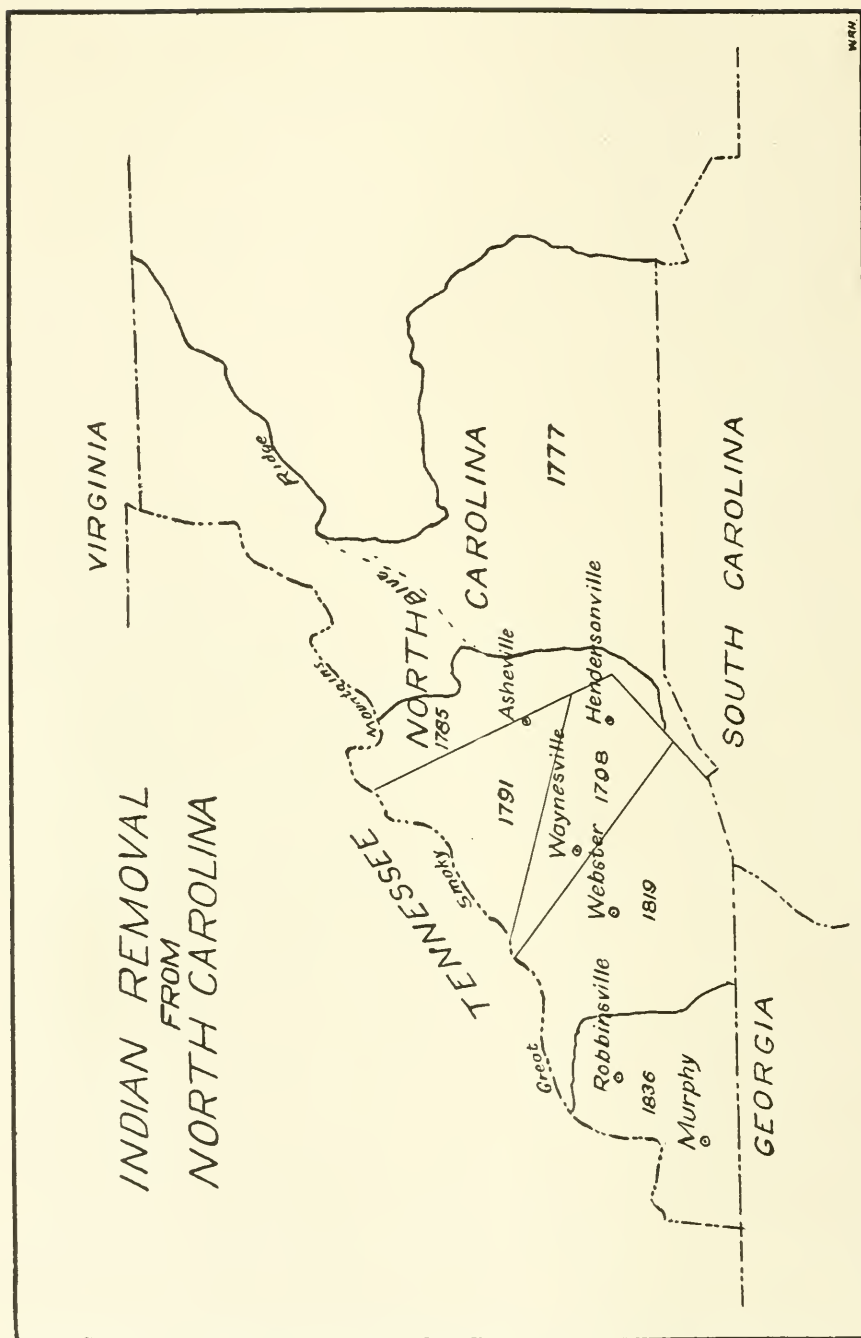 INDIAN REMOVAL
FROM
NORTH CAROLINA
VIRGINIA
Ridge
Blue
Mountains
Smoky
Great
TENNESSEE
NORTH
CAROLINA
1785
1777
Asheville
1791
Waynesville
Hendersonville
1798
Webster
1819
Robbinsville
1836
Murphy
GEORGIA
SOUTH CAROLINA
WRH